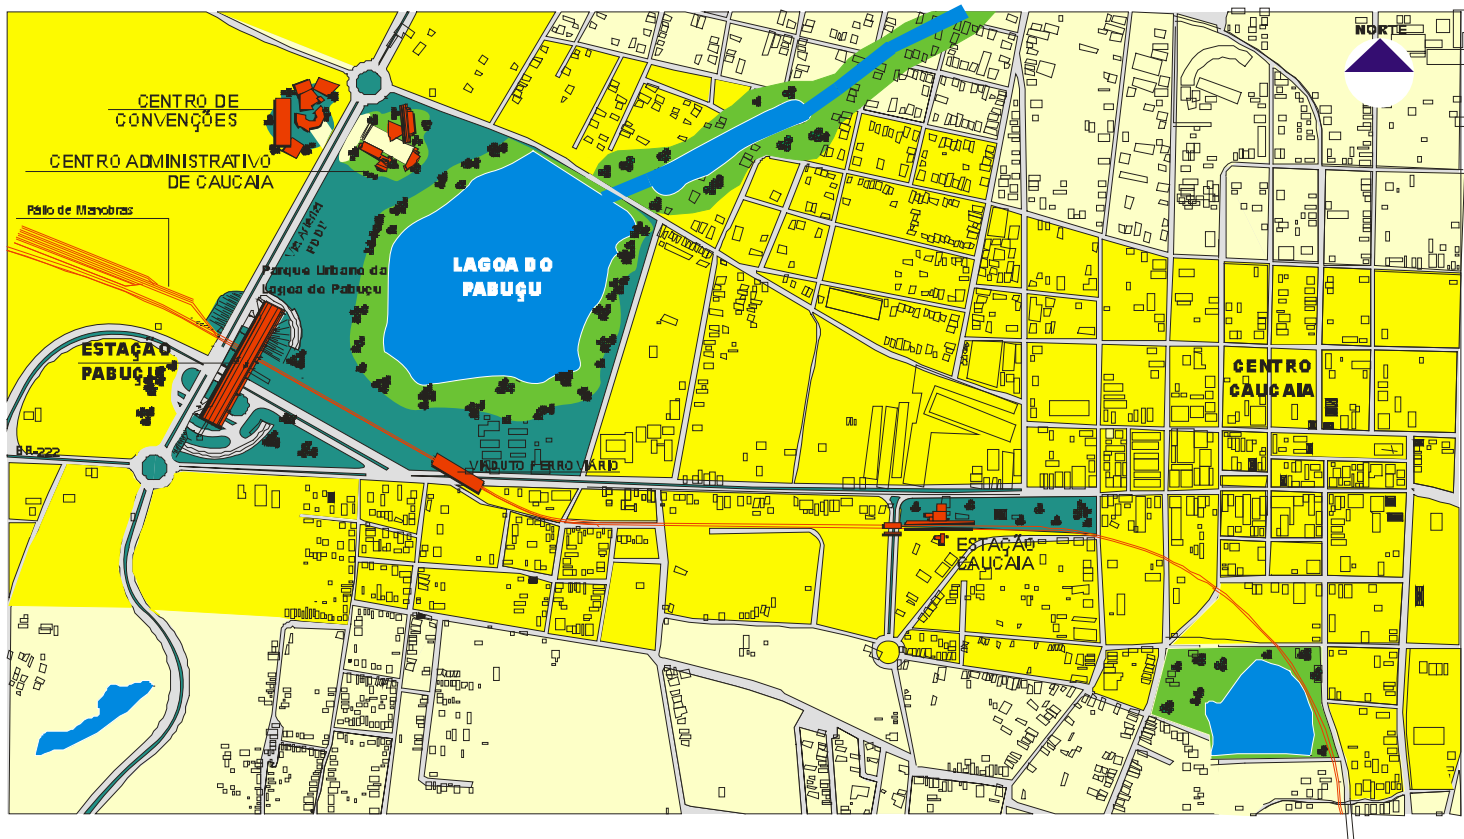 NORTE
CENTRO DE
CONVENÇÕES
CENTRO ADMINISTRATIVO
DE CAUCAIA
Pátio de Manobras
Parque Urbano da
Lagoa do Pabuçu
LAGOA DO
PABUÇU
ESTAÇÃO
PABUÇU
CENTRO
CAUCAIA
BR-222
VIADUTO FERROVIÁRIO
ESTAÇÃO
CAUCAIA